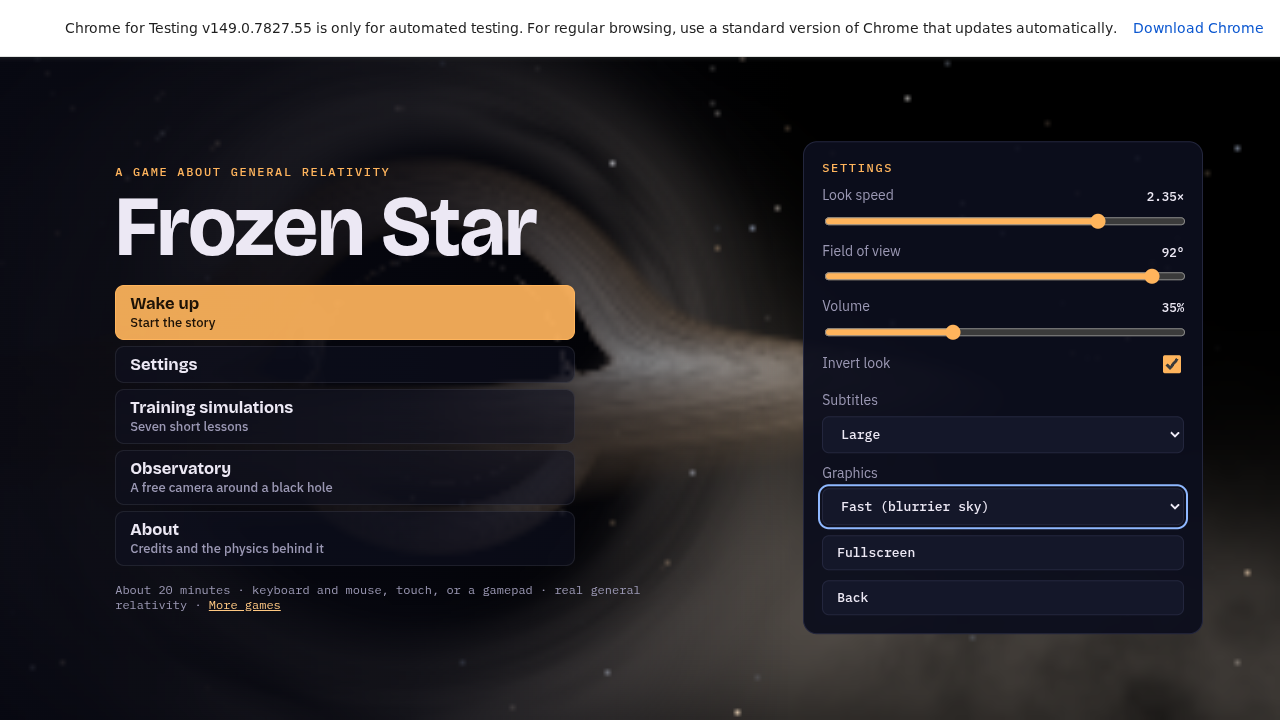 Chrome for Testing v149.0.7827.55 is only for automated testing. For regular browsing, use a standard version of Chrome that updates automatically. Download Chrome
A GAME ABOUT GENERAL RELATIVITY
Frozen Star
Wake up
Start the story
Settings
Training simulations
Seven short lessons
Observatory
A free camera around a black hole
About
Credits and the physics behind it
About 20 minutes · keyboard and mouse, touch, or a gamepad · real general
relativity · More games
SETTINGS
Look speed 2.35×
Field of view 92°
Volume 35%
Invert look
Subtitles
Large
Graphics
Fast (blurrier sky)
Fullscreen
Back